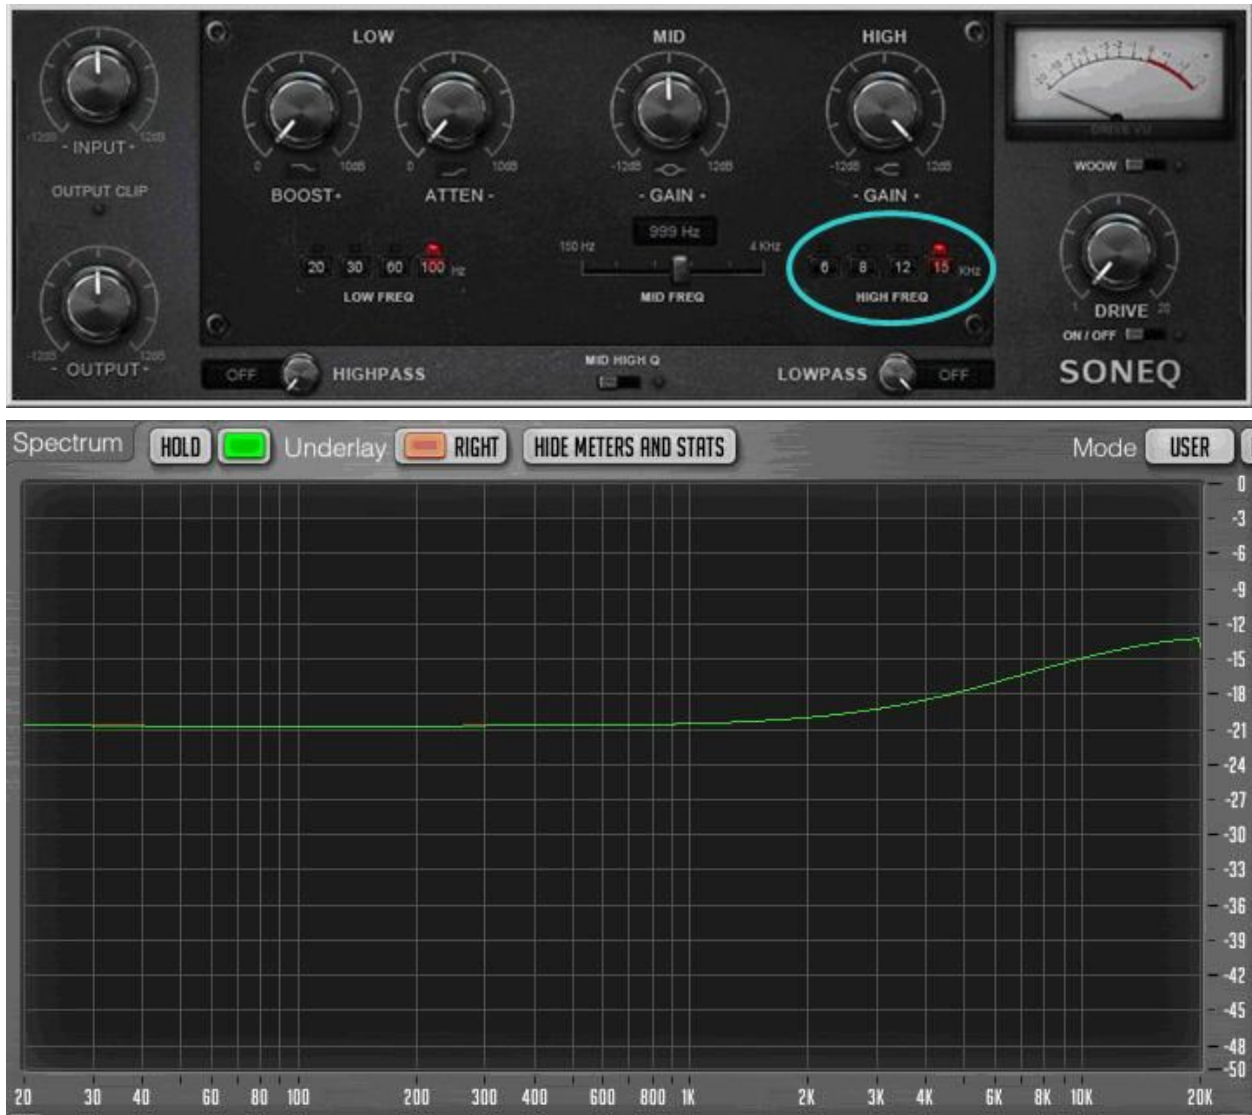 LOW MID HIGH
-12dB 12dB
- INPUT -
0 10dB 0 10dB -12dB 12dB -12dB 12dB
DRIVE VU
WOOW
OUTPUT CLIP
BOOST - ATTEN - - GAIN - - GAIN -
999 Hz
150 Hz 4 KHz
20 30 60 100 Hz
6 8 12 15 KHz
LOW FREQ MID FREQ HIGH FREQ
1 20
DRIVE
ON / OFF
-12dB 12dB
- OUTPUT -
OFF HIGHPASS
MID HIGH Q
LOWPASS OFF
SONEQ
Spectrum HOLD Underlay RIGHT HIDE METERS AND STATS Mode USER
0
-3
-6
-9
-12
-15
-18
-21
-24
-27
-30
-33
-36
-39
-42
-45
-48
-50
20 30 40 60 80 100 200 300 400 600 800 1K 2K 3K 4K 6K 8K 10K 20K